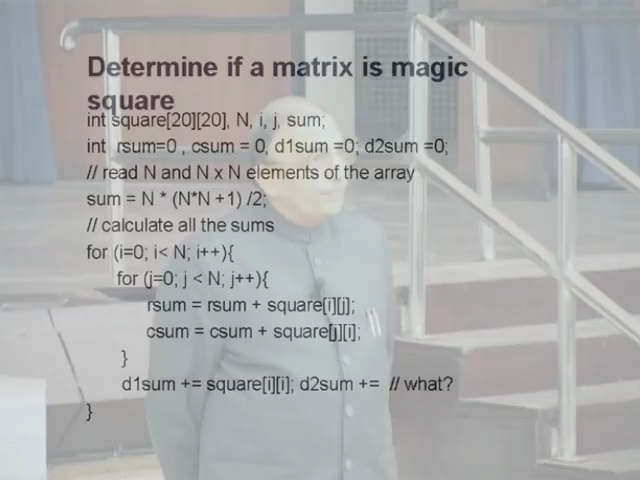 Determine if a matrix is magic
square
int square[20][20], N, i, j, sum;
int rsum=0 , csum = 0, d1sum =0; d2sum =0;
// read N and N x N elements of the array
sum = N * (N*N +1) /2;
// calculate all the sums
for (i=0; i< N; i++){
for (j=0; j < N; j++){
rsum = rsum + square[i][j];
csum = csum + square[j][i];
}
d1sum += square[i][i]; d2sum += // what?
}